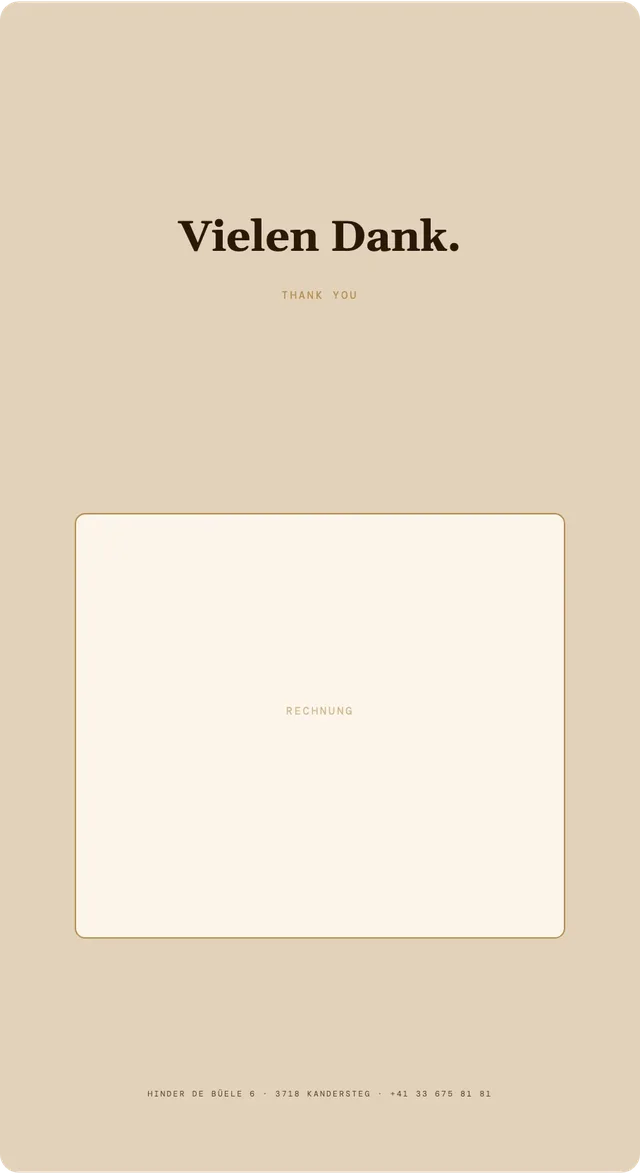 Vielen Dank.
THANK YOU
RECHNUNG
HINDER DE BÜELE 6 · 3718 KANDERSTEG · +41 33 675 81 81